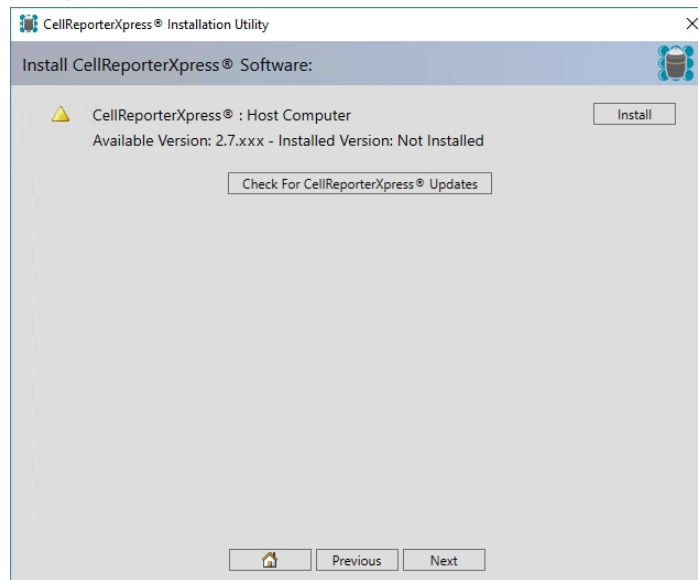 CellReporterXpress® Installation Utility
Install CellReporterXpress® Software:
CellReporterXpress® : Host Computer
Install
Available Version: 2.7.xxx - Installed Version: Not Installed
Check For CellReporterXpress® Updates
Previous
Next